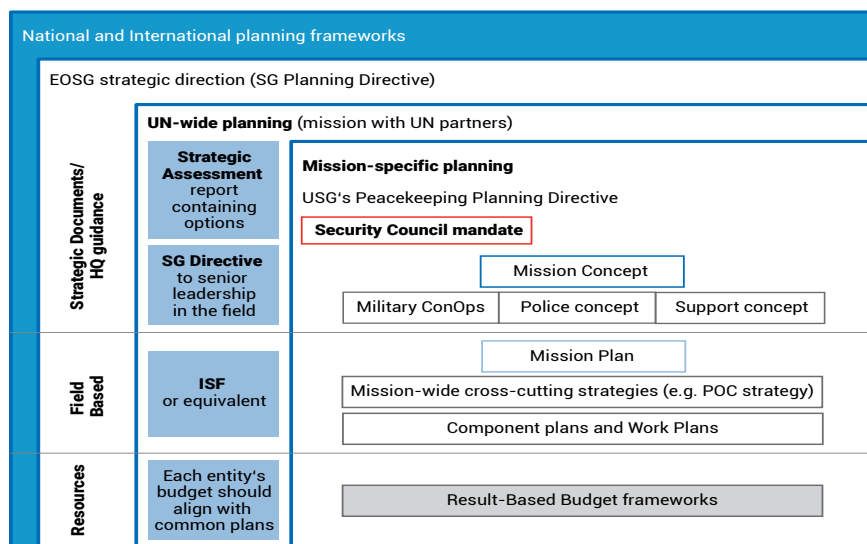 National and International planning frameworks
EOSG strategic direction (SG Planning Directive)
UN-wide planning (mission with UN partners)
Strategic Documents/
HQ guidance
Strategic
Assessment
report
containing
options
SG Directive
to senior
leadership
in the field
Mission-specific planning
USG‘s Peacekeeping Planning Directive
Security Council mandate
Mission Concept
Military ConOps
Police concept
Support concept
Field
Based
ISF
or equivalent
Mission Plan
Mission-wide cross-cutting strategies (e.g. POC strategy)
Component plans and Work Plans
Resources
Each entity‘s
budget should
align with
common plans
Result-Based Budget frameworks